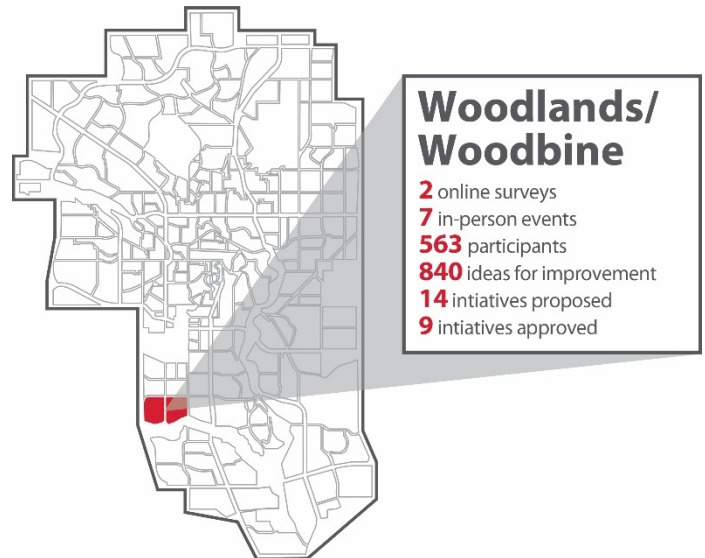 Woodlands/
Woodbine
2 online surveys
7 in-person events
563 participants
840 ideas for improvement
14 intiatives proposed
9 intiatives approved